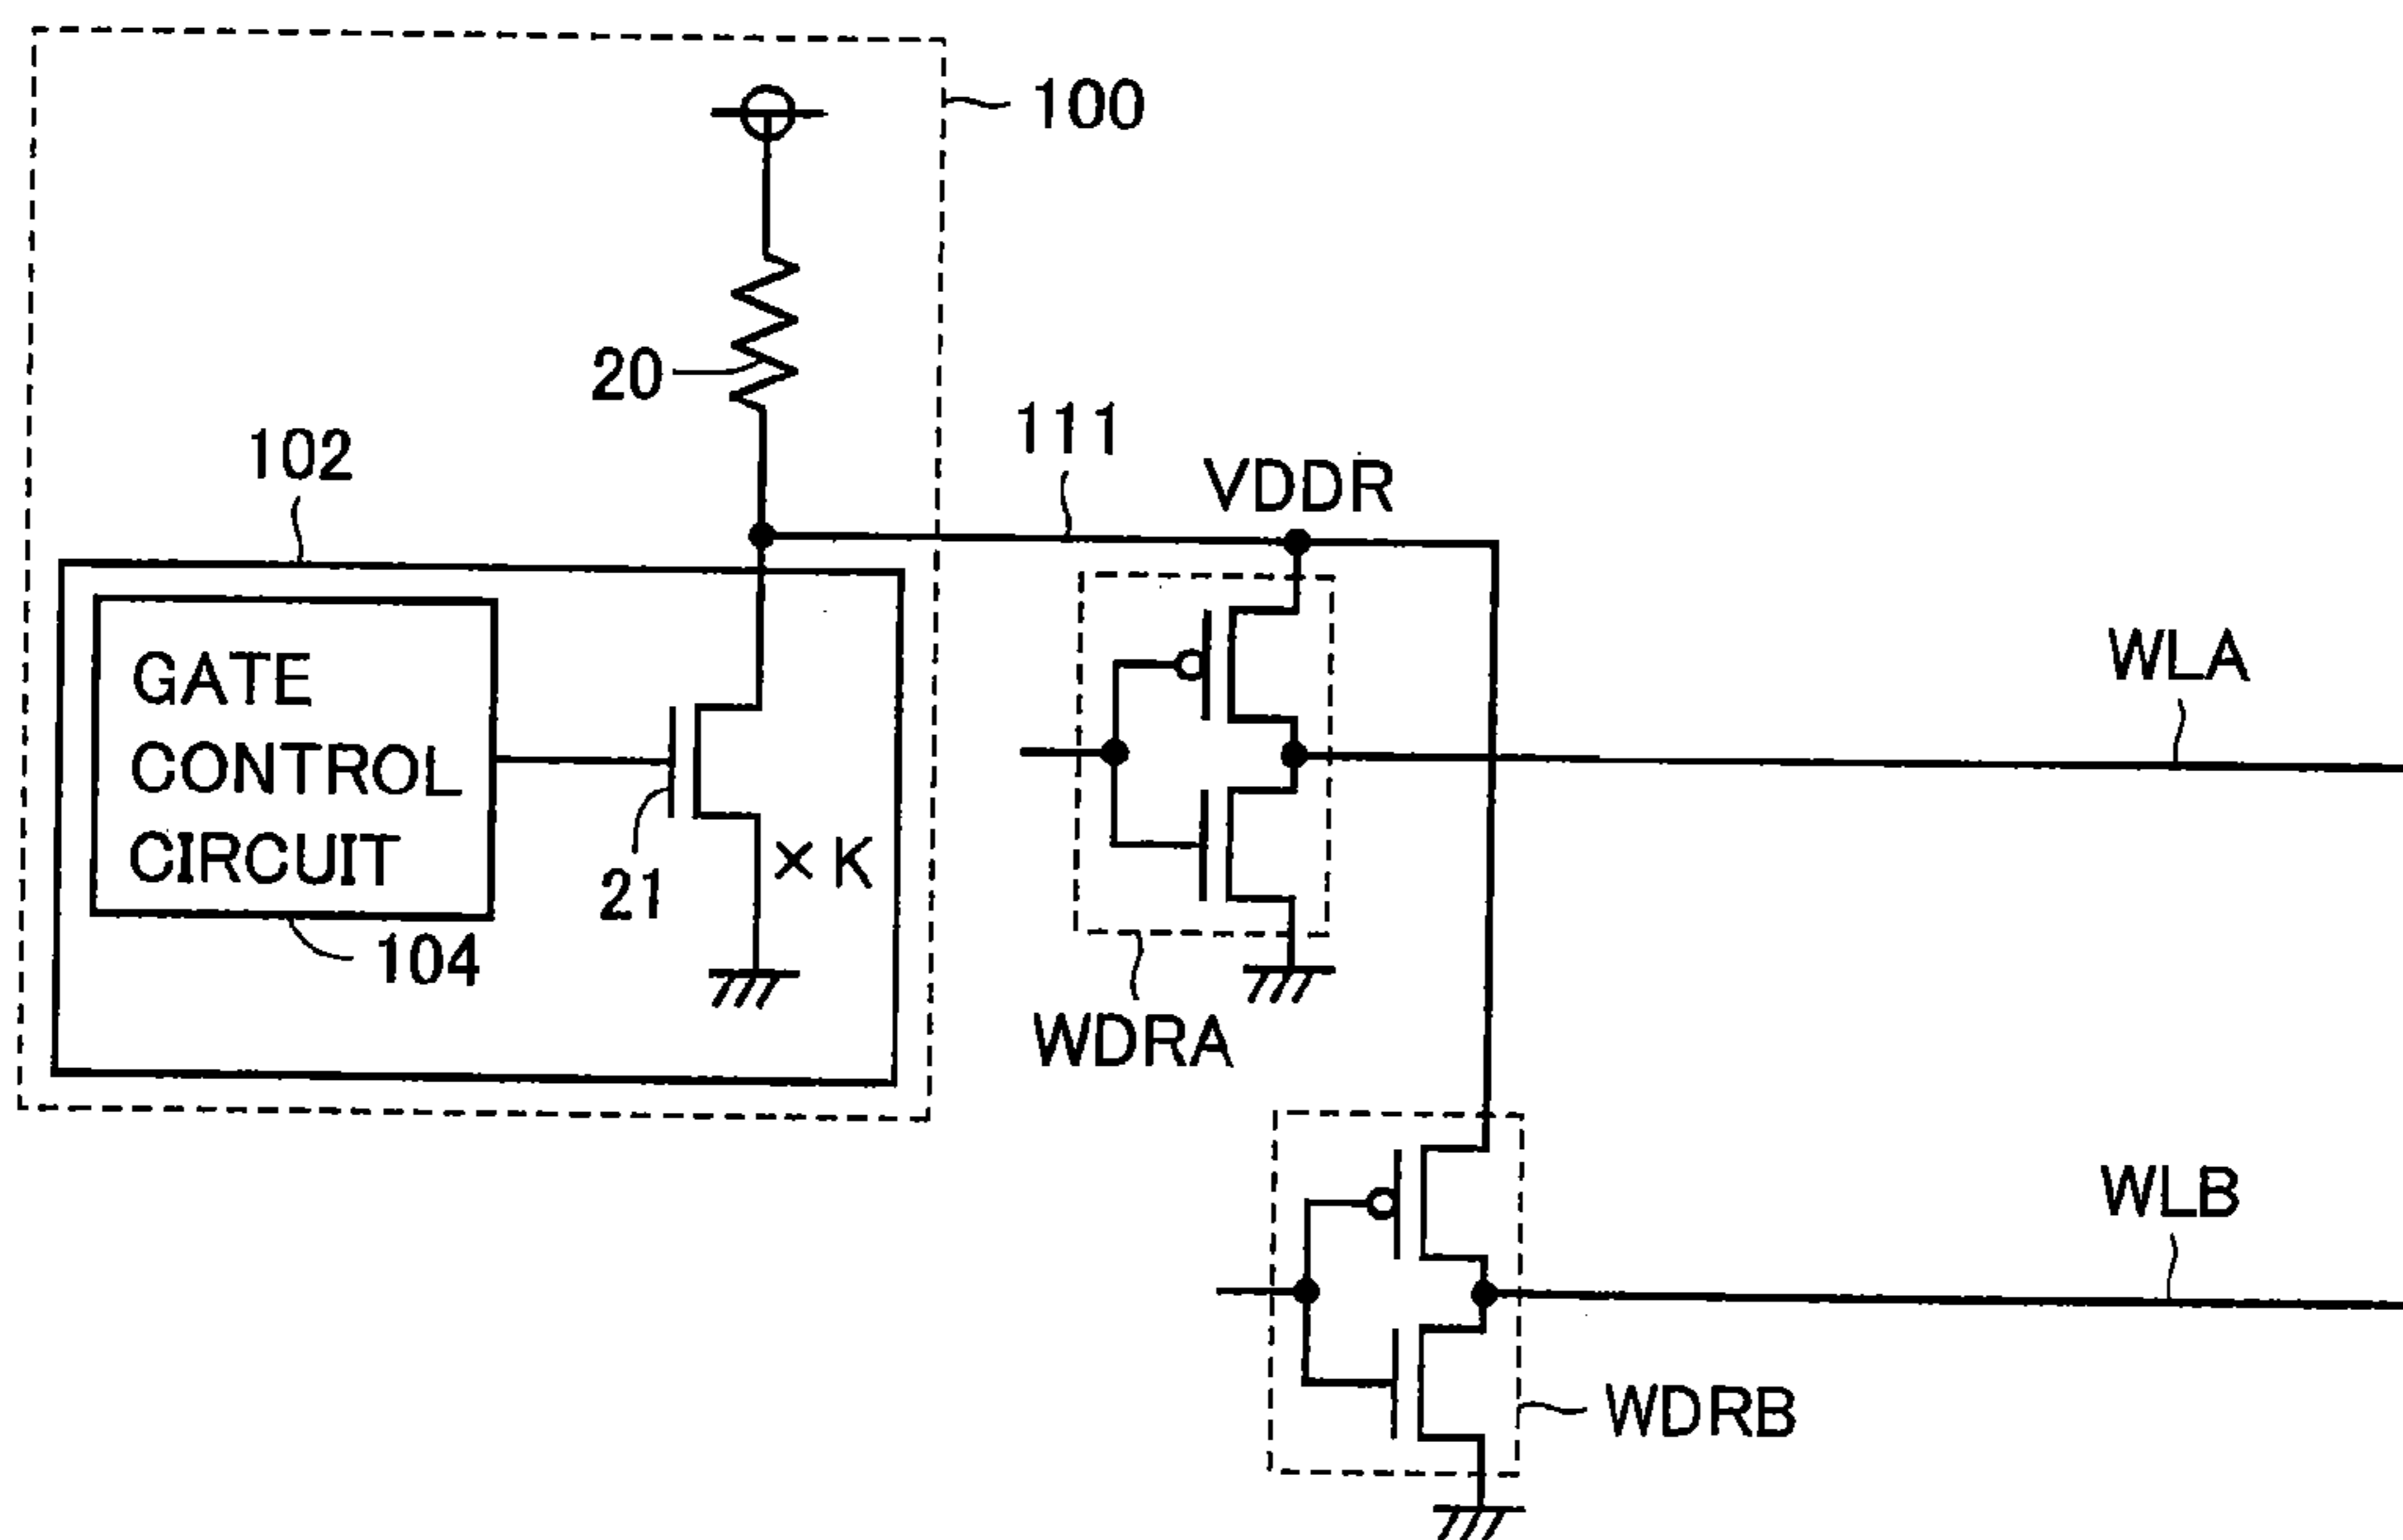 100
20
102
111
VDDR
GATE
CONTROL
CIRCUIT
WLA
21
× K
104
WDRA
WLB
WDRB